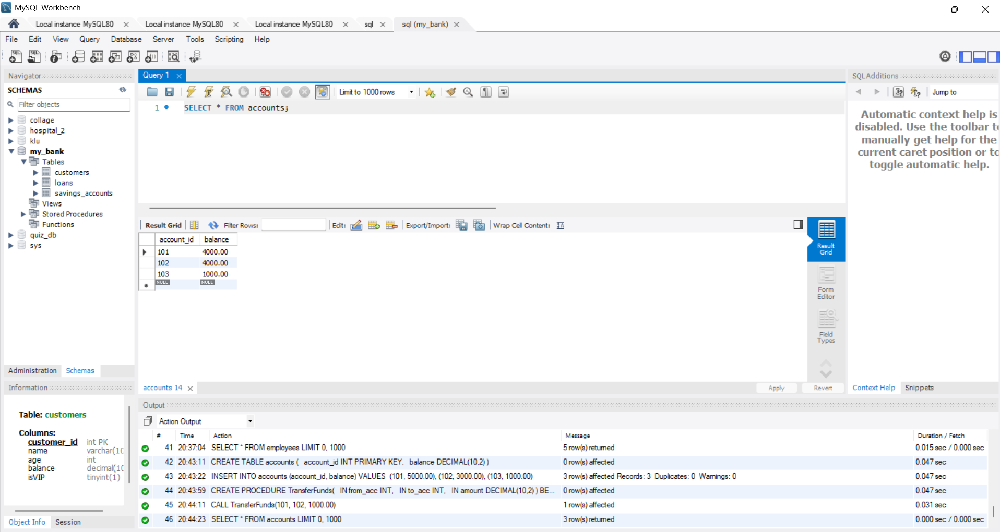 MySQL Workbench
Local instance MySQL80
Local instance MySQL80
Local instance MySQL80
sql
sql (my_bank)
File Edit View Query Database Server Tools Scripting Help
Navigator
SCHEMAS
Filter objects
collage
hospital_2
klu
my_bank
Tables
customers
loans
savings_accounts
Views
Stored Procedures
Functions
quiz_db
sys
Administration Schemas
Information
Table: customers
Columns:
customer_id int PK
name varchar(10
age int
balance decimal(10
isVIP tinyint(1)
Object Info Session
Query 1
Limit to 1000 rows
1 SELECT * FROM accounts;
Result Grid Filter Rows: Edit: Export/Import: Wrap Cell Content:
account_id balance
101 4000.00
102 4000.00
103 1000.00
NULL NULL
Result Grid
Form Editor
Field Types
accounts 14
Apply Revert
SQLAdditions
Jump to
Automatic context help is
disabled. Use the toolbar t
manually get help for the
current caret position or to
toggle automatic help.
Context Help Snippets
Output
Action Output
# Time Action Message Duration / Fetch
41 20:37:04 SELECT * FROM employees LIMIT 0, 1000 5 row(s) returned 0.015 sec / 0.000 sec
42 20:43:11 CREATE TABLE accounts ( account_id INT PRIMARY KEY, balance DECIMAL(10,2) ) 0 row(s) affected 0.047 sec
43 20:43:22 INSERT INTO accounts (account_id, balance) VALUES (101, 5000.00), (102, 3000.00), (103, 1000.00) 3 row(s) affected Records: 3 Duplicates: 0 Warnings: 0 0.047 sec
44 20:43:59 CREATE PROCEDURE TransferFunds( IN from_acc INT, IN to_acc INT, IN amount DECIMAL(10,2) ) BE... 0 row(s) affected 0.047 sec
45 20:44:11 CALL TransferFunds(101, 102, 1000.00) 1 row(s) affected 0.031 sec
46 20:44:23 SELECT * FROM accounts LIMIT 0, 1000 3 row(s) returned 0.000 sec / 0.000 sec